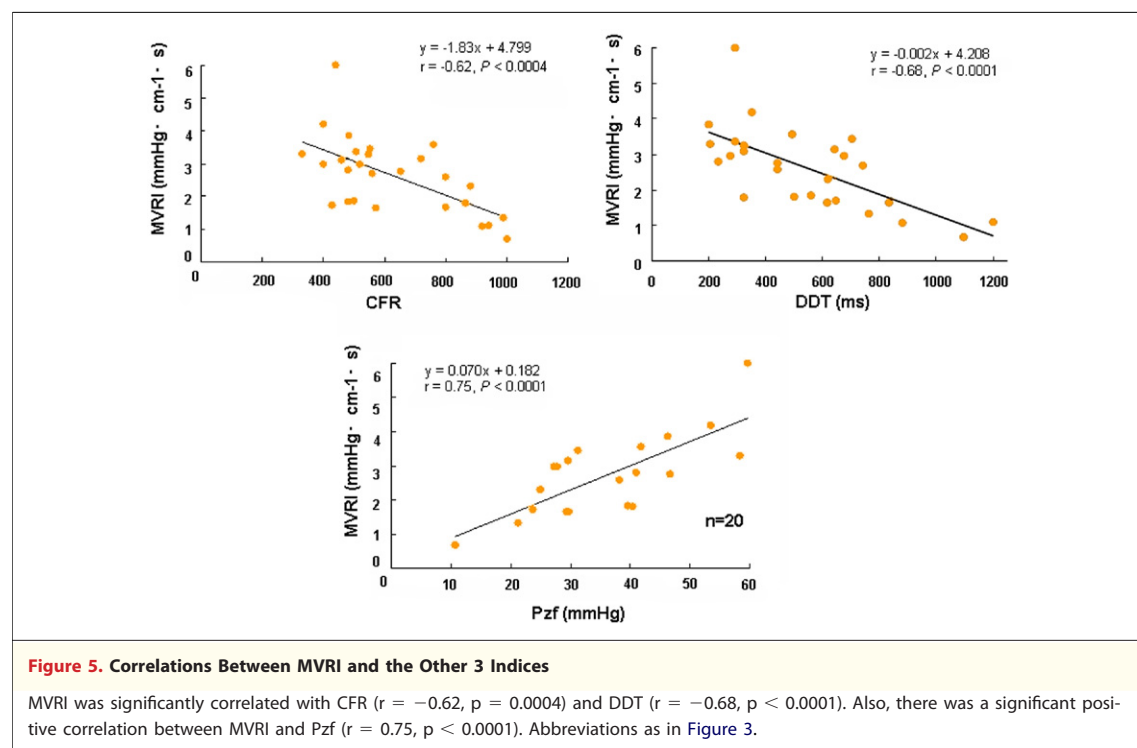 y = -1.83x + 4.799
r = -0.62, P < 0.0004)
MVRI (mmHg· cm-1 · s)
6
5
4
3
2
1
0
0
200
400
600
800
1000
1200
CFR
y = -0.002x + 4.208
r = -0.68, P < 0.0001)
MVRI (mmHg· cm-1 · s)
6
5
4
3
2
1
0
0
200
400
600
800
1000
1200
DDT (ms)
y = 0.070x + 0.182
r = 0.75, P < 0.0001)
MVRI (mmHg· cm-1 · s)
6
5
4
3
2
1
0
0
10
20
30
40
50
60
n=20
Pzf (mmHg)
Figure 5. Correlations Between MVRI and the Other 3 Indices
MVRI was significantly correlated with CFR (r = −0.62, p = 0.0004) and DDT (r = −0.68, p < 0.0001). Also, there was a significant posi-
tive correlation between MVRI and Pzf (r = 0.75, p < 0.0001). Abbreviations as in Figure 3.